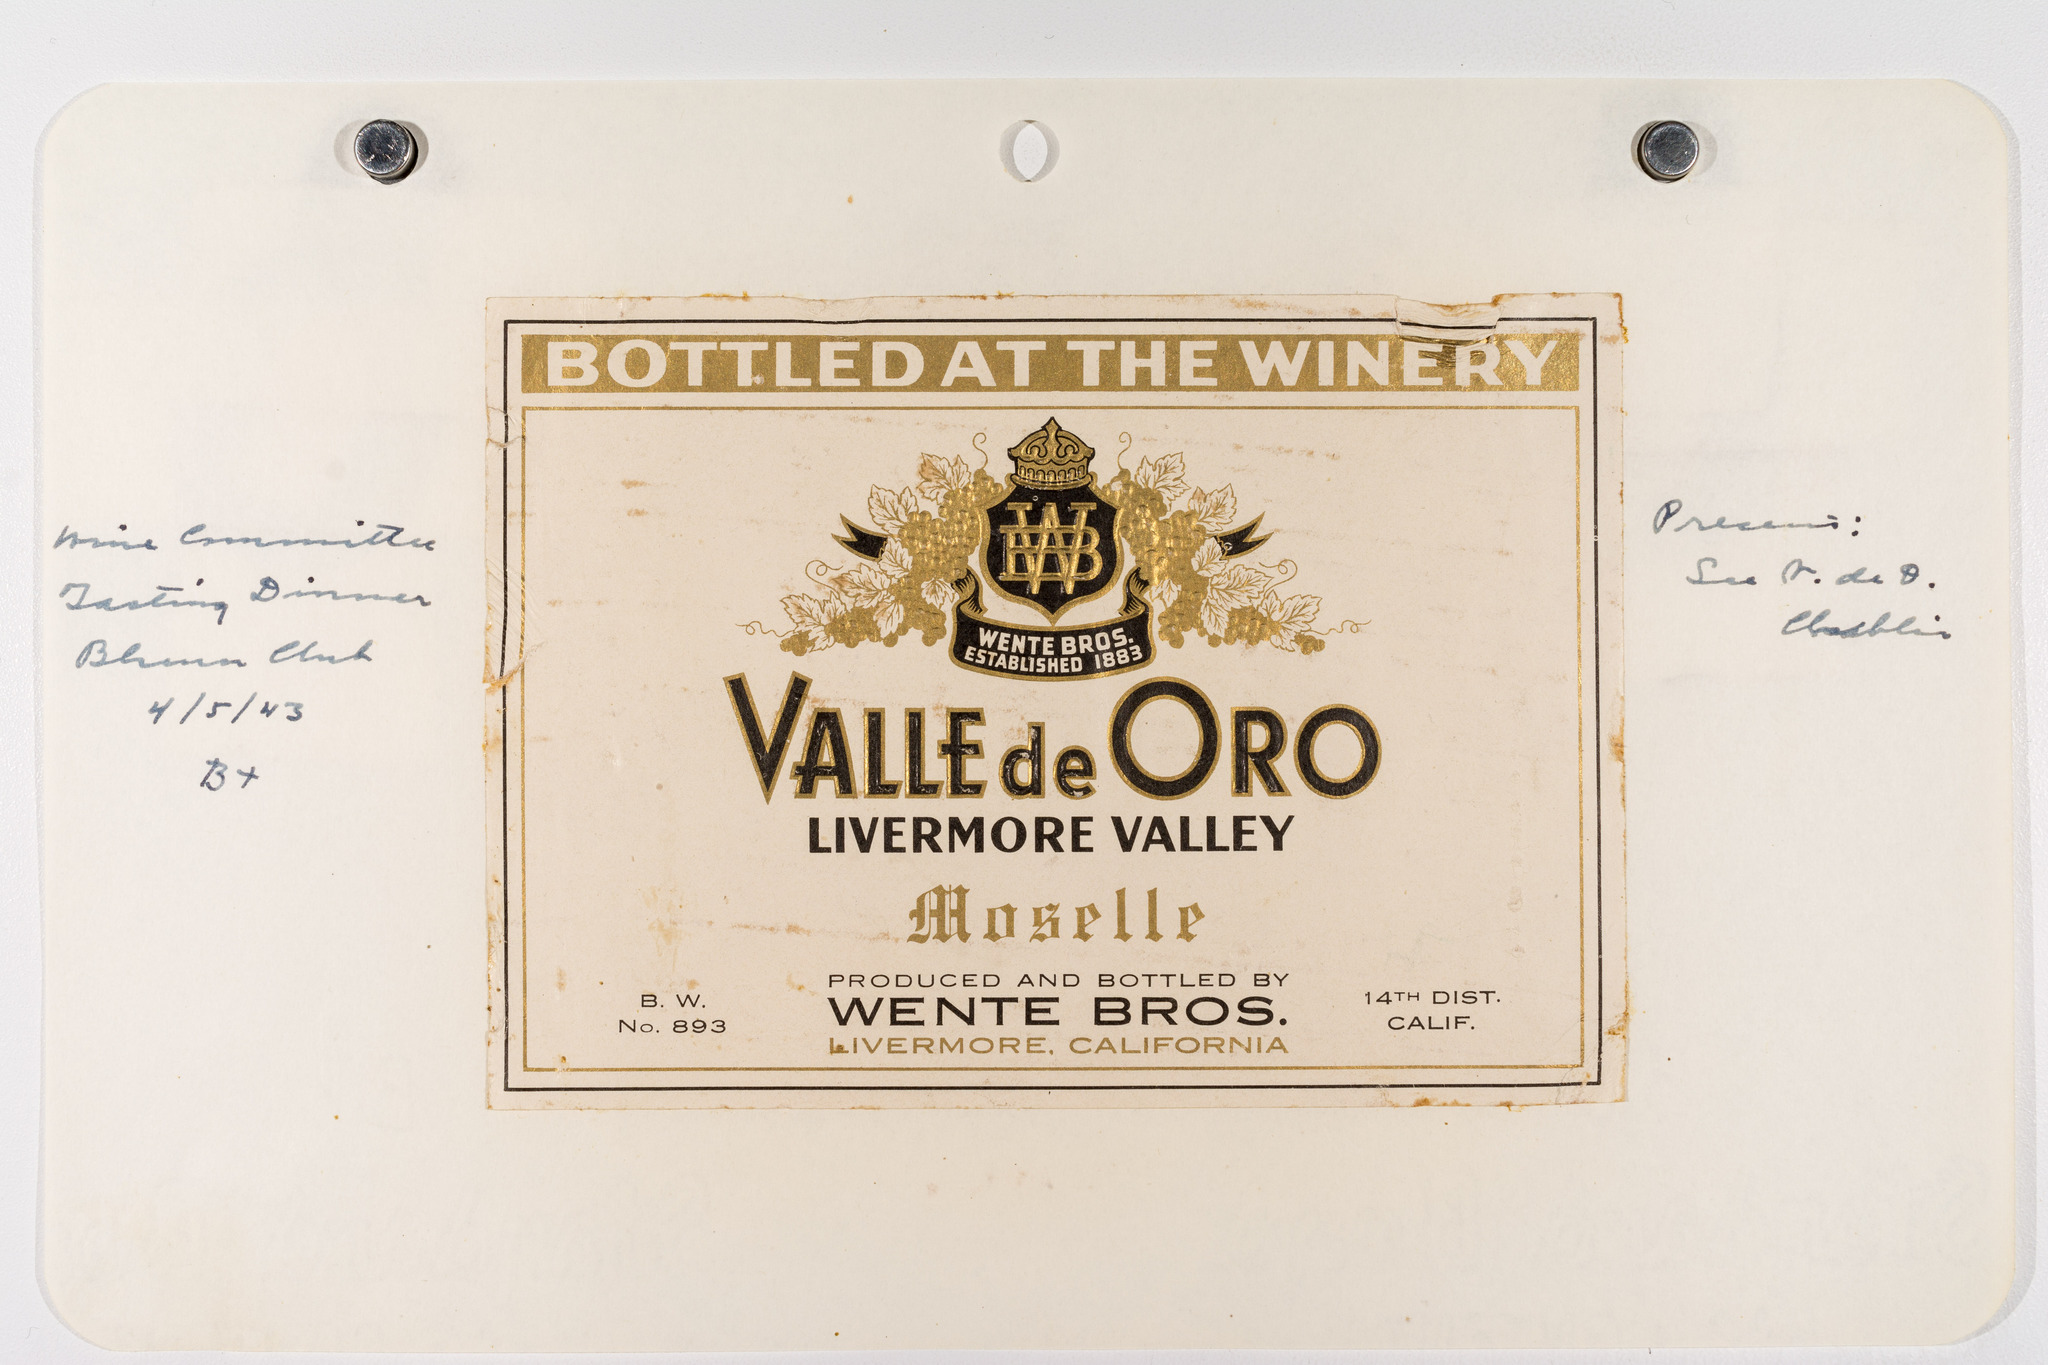 Wine Committee
Tasting Dinner
Club
4/5/43
B+
BOTTLED AT THE WINERY
WB
WENTE BROS.
ESTABLISHED 1883
VALLE de ORO
LIVERMORE VALLEY
Moselle
PRODUCED AND BOTTLED BY
WENTE BROS.
LIVERMORE, CALIFORNIA
B. W.
No. 893
14TH DIST.
CALIF.
Present:
See V. de O.
Chablis